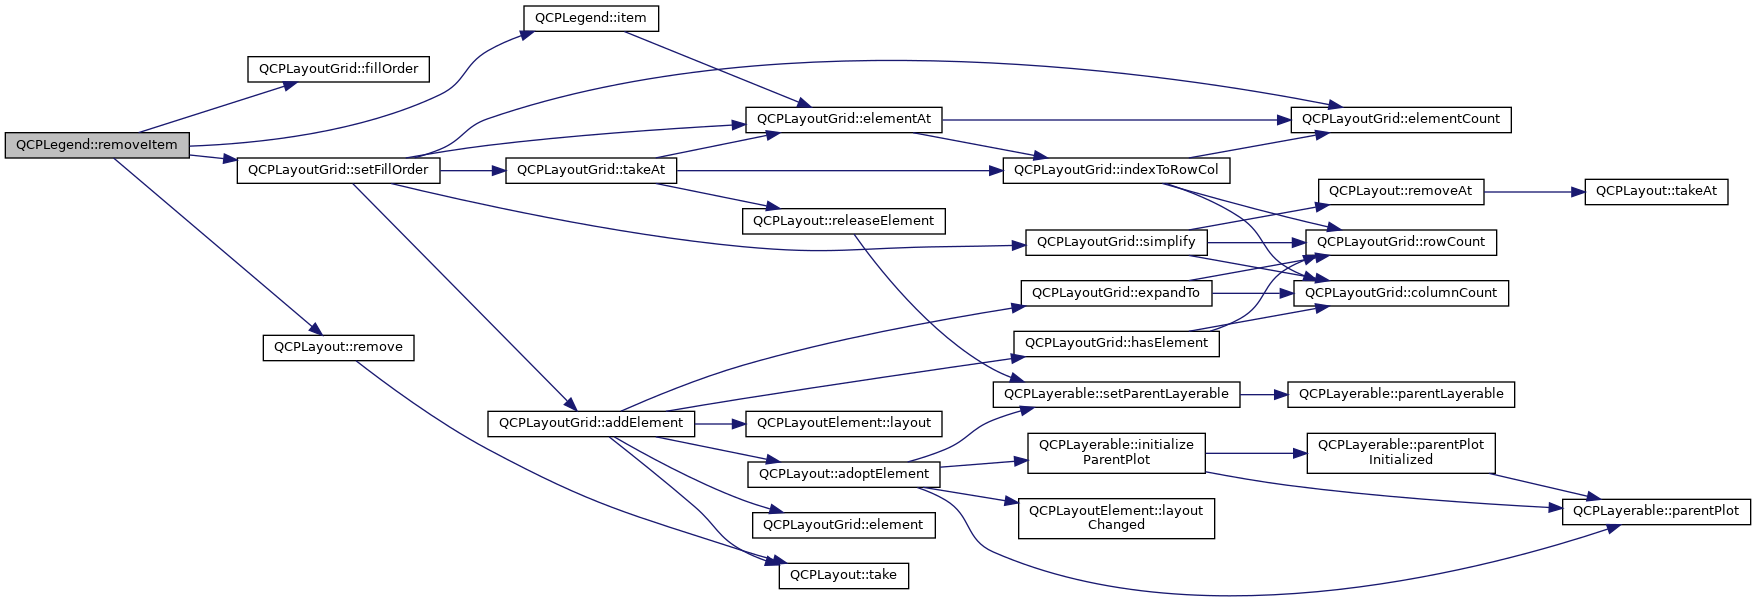 QCPLegend::item
QCPLayoutGrid::fillOrder
QCPLayoutGrid::elementAt
QCPLayoutGrid::elementCount
QCPLegend::removeItem
QCPLayoutGrid::setFillOrder
QCPLayoutGrid::takeAt
QCPLayoutGrid::indexToRowCol
QCPLayout::removeAt
QCPLayout::takeAt
QCPLayout::releaseElement
QCPLayoutGrid::simplify
QCPLayoutGrid::rowCount
QCPLayoutGrid::expandTo
QCPLayoutGrid::columnCount
QCPLayout::remove
QCPLayoutGrid::hasElement
QCPLayerable::setParentLayerable
QCPLayerable::parentLayerable
QCPLayoutGrid::addElement
QCPLayoutElement::layout
QCPLayerable::initialize
ParentPlot
QCPLayerable::parentPlot
Initialized
QCPLayout::adoptElement
QCPLayoutElement::layout
Changed
QCPLayerable::parentPlot
QCPLayoutGrid::element
QCPLayout::take